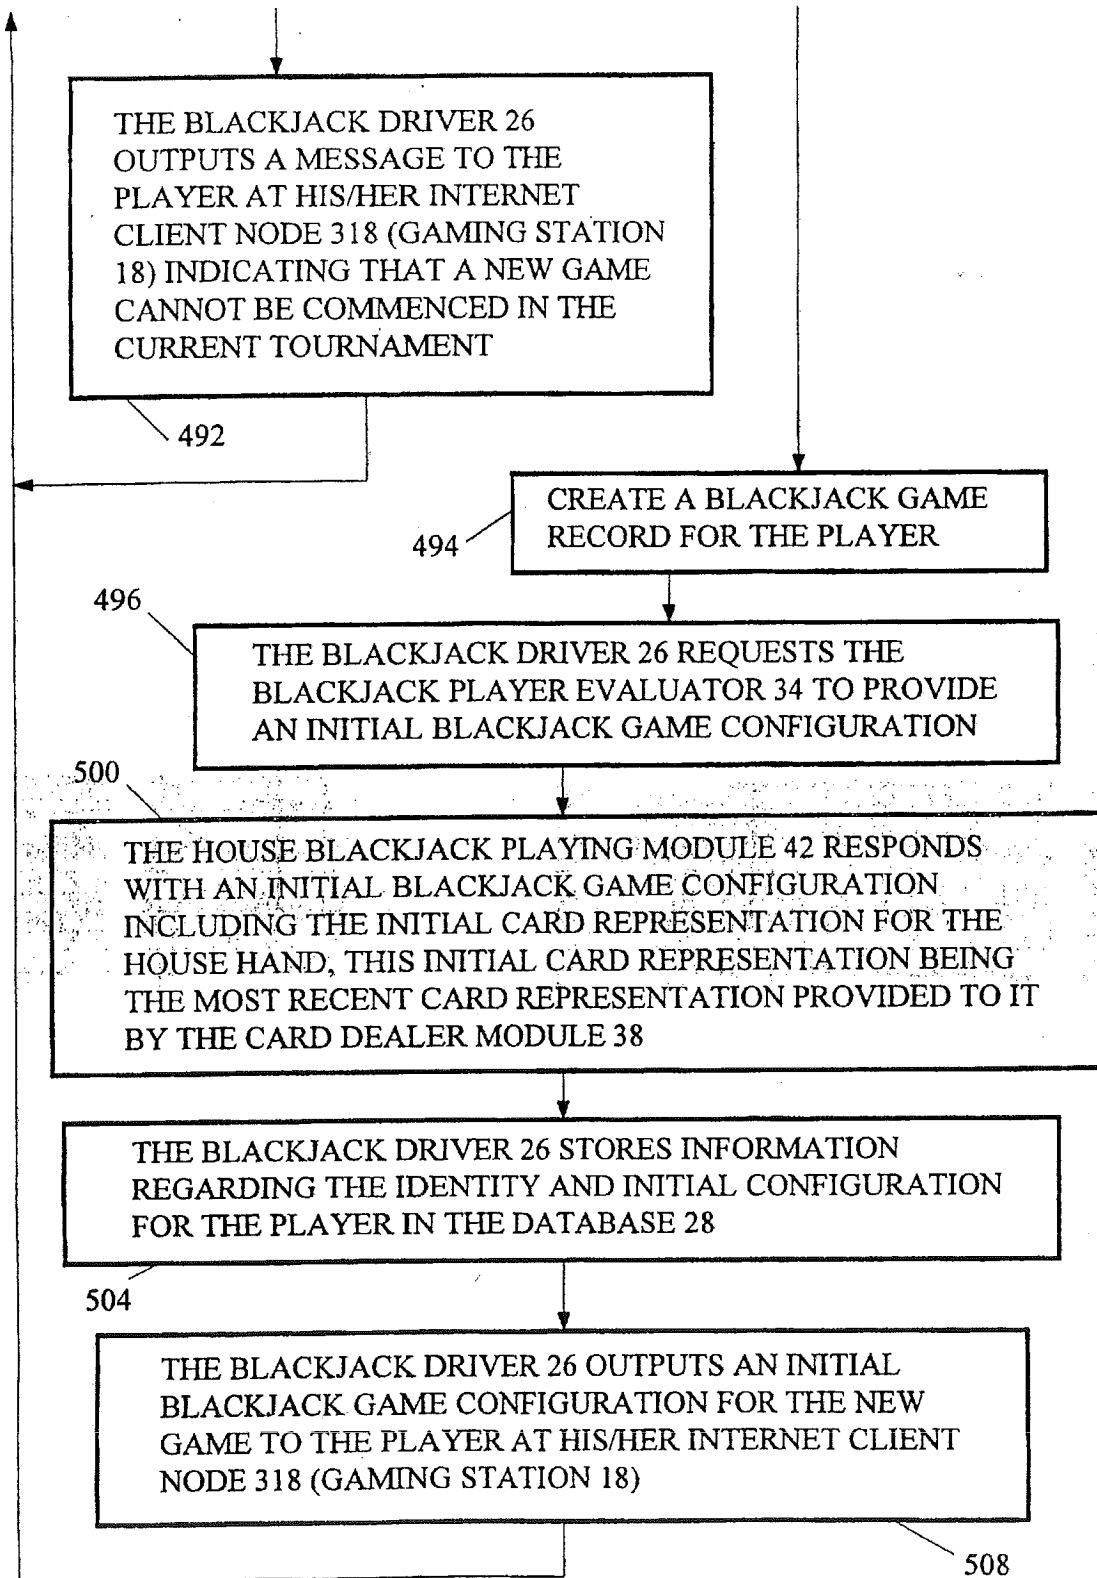 THE BLACKJACK DRIVER 26
OUTPUTS A MESSAGE TO THE
PLAYER AT HIS/HER INTERNET
CLIENT NODE 318 (GAMING STATION
18) INDICATING THAT A NEW GAME
CANNOT BE COMMENCED IN THE
CURRENT TOURNAMENT
492
CREATE A BLACKJACK GAME
RECORD FOR THE PLAYER
494
496
THE BLACKJACK DRIVER 26 REQUESTS THE
BLACKJACK PLAYER EVALUATOR 34 TO PROVIDE
AN INITIAL BLACKJACK GAME CONFIGURATION
500
THE HOUSE BLACKJACK PLAYING MODULE 42 RESPONDS
WITH AN INITIAL BLACKJACK GAME CONFIGURATION
INCLUDING THE INITIAL CARD REPRESENTATION FOR THE
HOUSE HAND, THIS INITIAL CARD REPRESENTATION BEING
THE MOST RECENT CARD REPRESENTATION PROVIDED TO IT
BY THE CARD DEALER MODULE 38
THE BLACKJACK DRIVER 26 STORES INFORMATION
REGARDING THE IDENTITY AND INITIAL CONFIGURATION
FOR THE PLAYER IN THE DATABASE 28
504
THE BLACKJACK DRIVER 26 OUTPUTS AN INITIAL
BLACKJACK GAME CONFIGURATION FOR THE NEW
GAME TO THE PLAYER AT HIS/HER INTERNET CLIENT
NODE 318 (GAMING STATION 18)
508